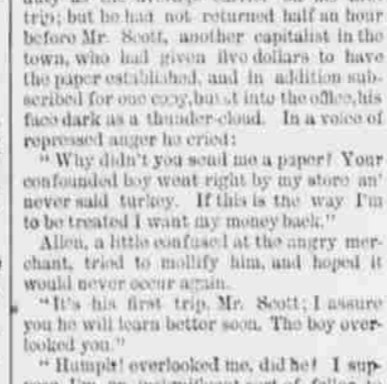 trip; but he had not returned half an hour
before Mr. Scott, another capitalist in the
town, who had given five dollars to have
the paper established, and in addition sub-
scribed for one copy, burst into the office, his
face dark as a thunder-cloud. In a voice of
repressed anger he cried:
"Why didn't you send me a paper? Your
confounded boy went right by my store an'
never said turkey. If this is the way I'm
to be treated I want my money back."
Allen, a little confused at the angry mer-
chant, tried to mollify him, and hoped it
would never occur again.
"It's his first trip, Mr. Scott; I assure
you he will learn better soon. The boy over-
looked you."
"Humph! overlooked me, did he? I sup-